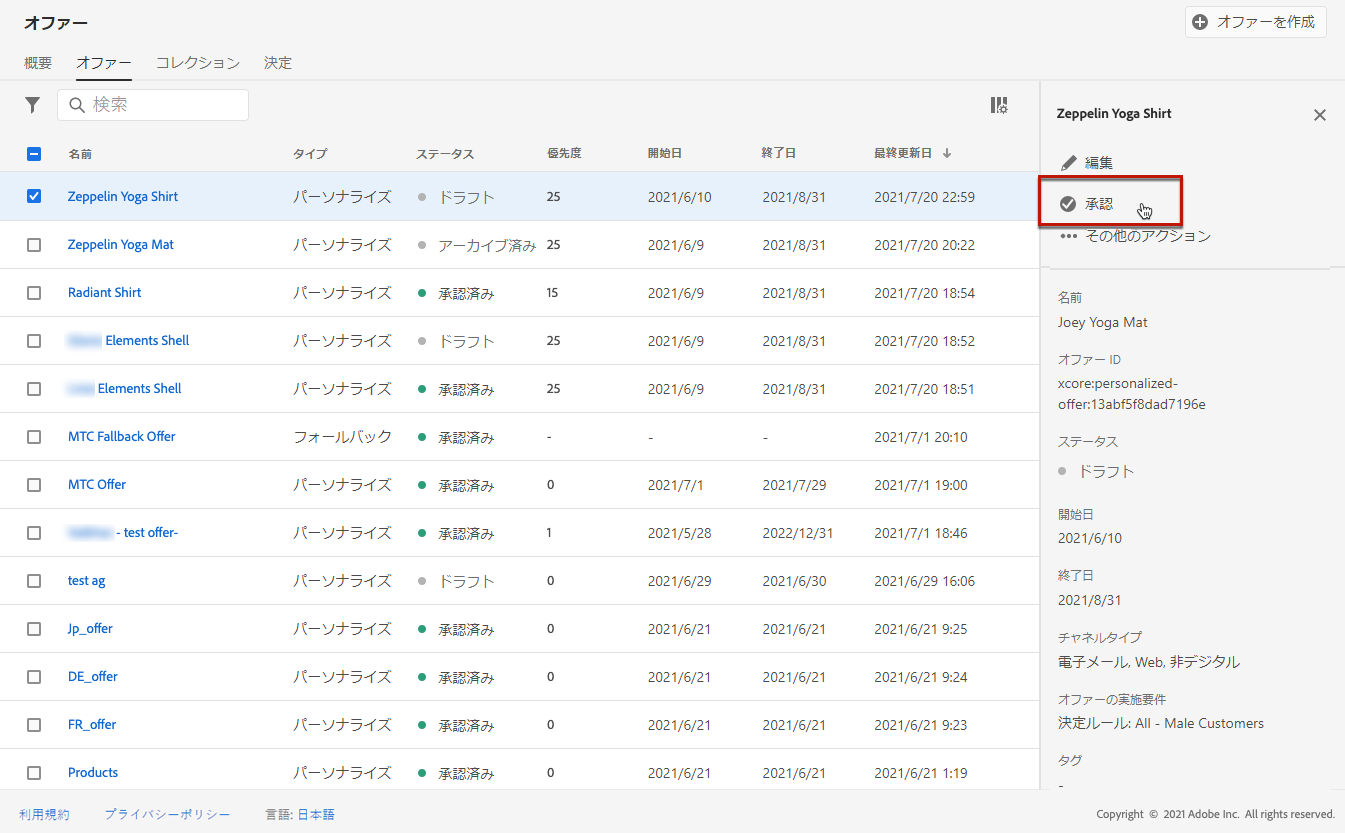 オファー
オファーを作成
概要 オファー コレクション 決定
検索
名前 タイプ ステータス 優先度 開始日 終了日 最終更新日
Zeppelin Yoga Shirt パーソナライズ ドラフト 25 2021/6/10 2021/8/31 2021/7/20 22:59
Zeppelin Yoga Mat パーソナライズ アーカイブ済み 25 2021/6/9 2021/8/31 2021/7/20 20:22
Radiant Shirt パーソナライズ 承認済み 15 2021/6/9 2021/8/31 2021/7/20 18:54
Elements Shell パーソナライズ ドラフト 25 2021/6/9 2021/8/31 2021/7/20 18:52
Elements Shell パーソナライズ 承認済み 25 2021/6/9 2021/8/31 2021/7/20 18:51
MTC Fallback Offer フォールバック 承認済み - - - 2021/7/1 20:10
MTC Offer パーソナライズ 承認済み 0 2021/7/1 2021/7/29 2021/7/1 19:00
- test offer- パーソナライズ 承認済み 1 2021/5/28 2022/12/31 2021/7/1 18:46
test ag パーソナライズ ドラフト 0 2021/6/29 2021/6/30 2021/6/29 16:06
Jp_offer パーソナライズ 承認済み 0 2021/6/21 2021/6/21 2021/6/21 9:25
DE_offer パーソナライズ 承認済み 0 2021/6/21 2021/6/21 2021/6/21 9:24
FR_offer パーソナライズ 承認済み 0 2021/6/21 2021/6/21 2021/6/21 9:23
Products パーソナライズ 承認済み 0 2021/6/21 2021/6/21 2021/6/21 1:19
Zeppelin Yoga Shirt
編集
承認
その他のアクション
名前
Joey Yoga Mat
オファー ID
xcore:personalized-
offer:13abf5f8dad7196e
ステータス
ドラフト
開始日
2021/6/10
終了日
2021/8/31
チャネルタイプ
電子メール, Web, 非デジタル
オファーの実施要件
決定ルール: All - Male Customers
タグ
-
利用規約 プライバシーポリシー 言語: 日本語
Copyright © 2021 Adobe Inc. All rights reserved.